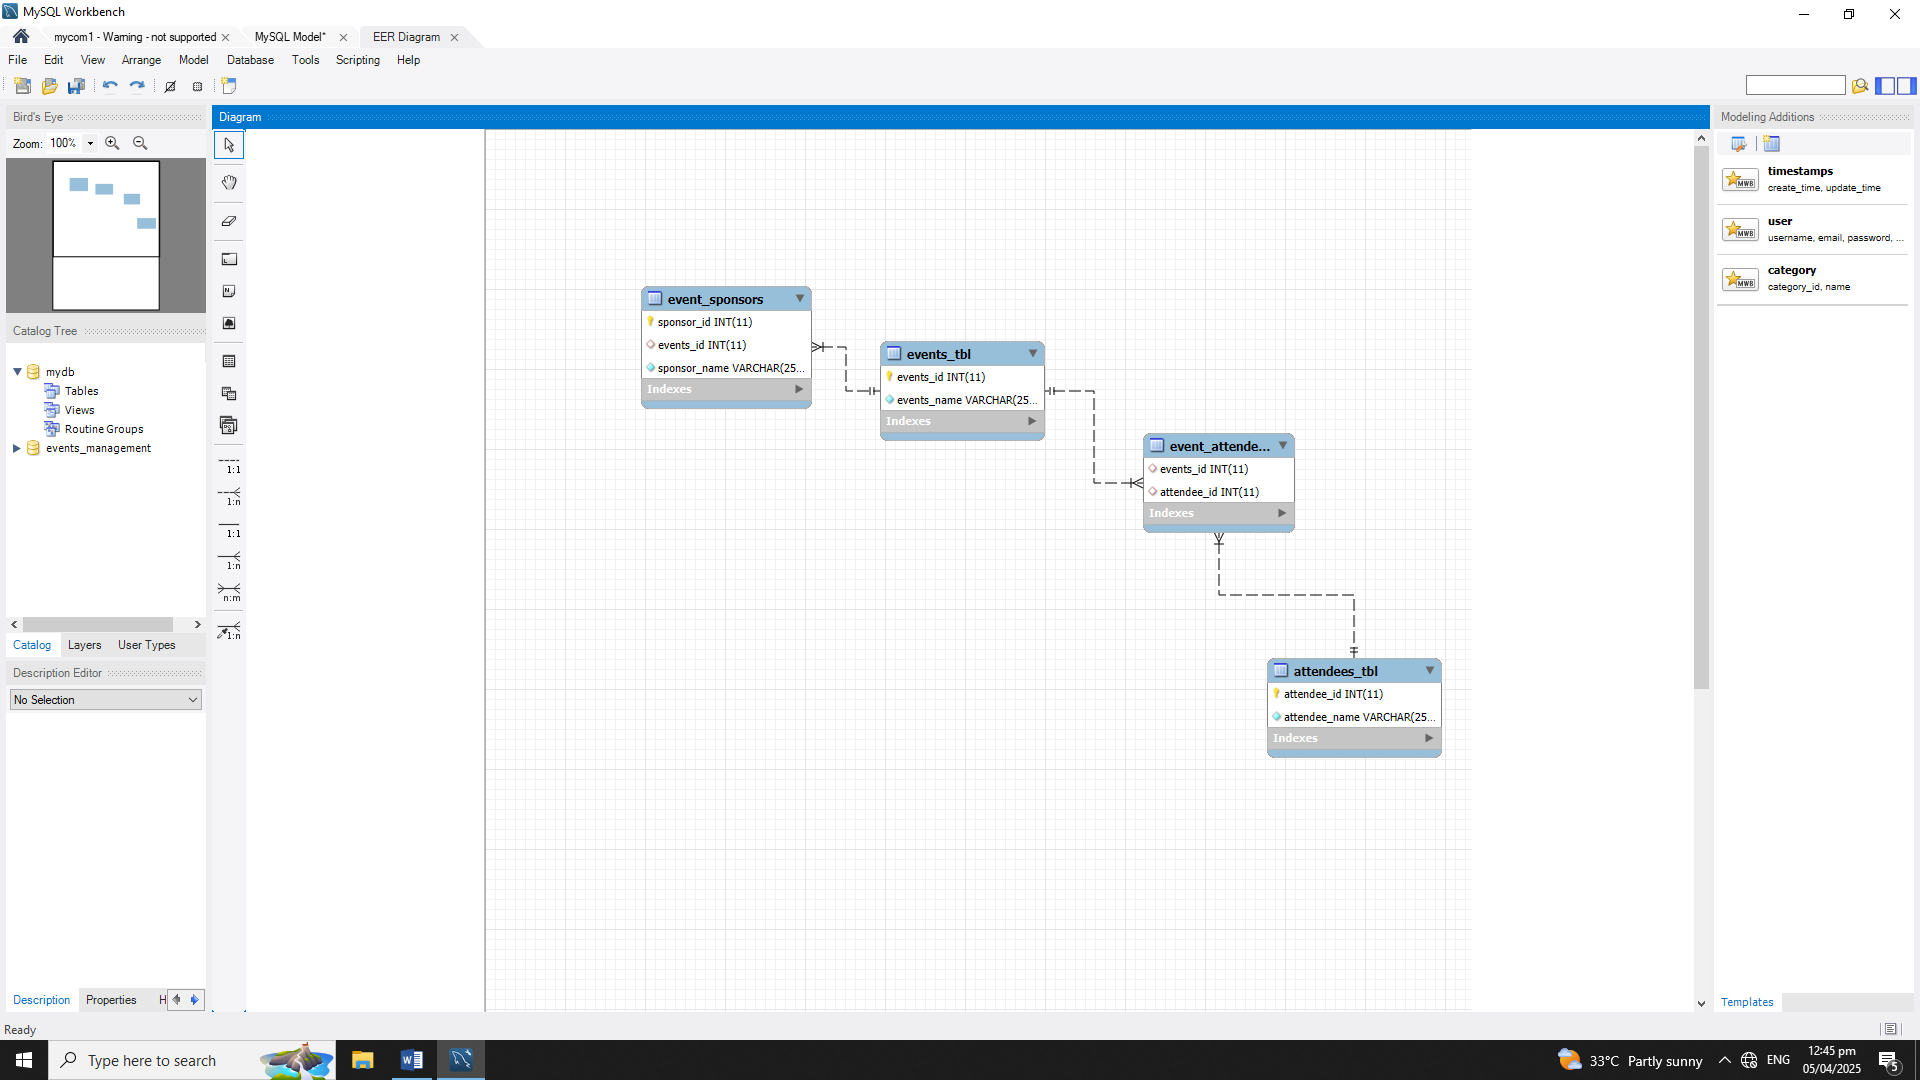 MySQL Workbench
mycom1 - Warning - not supported
MySQL Model*
EER Diagram
File Edit View Arrange Model Database Tools Scripting Help
Bird's Eye
Zoom: 100%
Diagram
Modeling Additions
timestamps
create_time, update_time
user
username, email, password, ...
category
category_id, name
event_sponsors
sponsor_id INT(11)
events_id INT(11)
sponsor_name VARCHAR(25...
Indexes
events_tbl
events_id INT(11)
events_name VARCHAR(25...
Indexes
event_attende...
events_id INT(11)
attendee_id INT(11)
Indexes
attendees_tbl
attendee_id INT(11)
attendee_name VARCHAR(25...
Indexes
Catalog Tree
mydb
Tables
Views
Routine Groups
events_management
1:1
1:n
1:1
1:n
n:m
1:n
Catalog Layers User Types
Description Editor
No Selection
Description Properties H
Templates
Ready
Type here to search
33°C Partly sunny
ENG
12:45 pm
05/04/2025
5